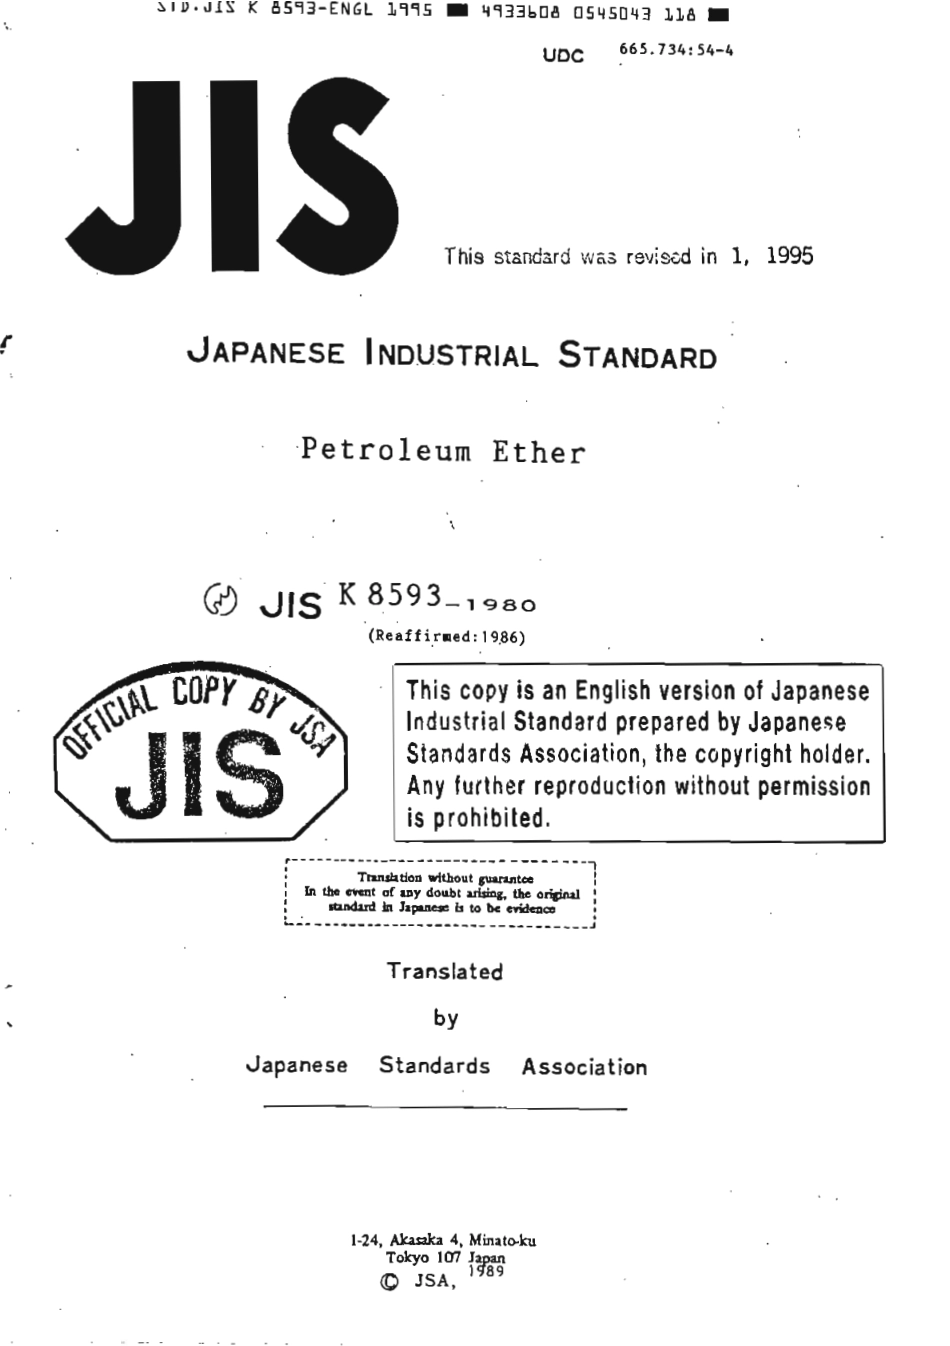 STD.JIS K 8593-ENGL 1995 ■ 4933608 0545043 118 ■
UDC 665.734:54-4
JIS
This standard was revised in 1, 1995
JAPANESE INDUSTRIAL STANDARD
Petroleum Ether
JIS K 8593-1980
(Reaffirmed:1986)
OFFICIAL COPY BY JSA
JIS
This copy is an English version of Japanese
Industrial Standard prepared by Japanese
Standards Association, the copyright holder.
Any further reproduction without permission
is prohibited.
Translation without guarantee
In the event of any doubt arising, the original
standard in Japanese is to be evidence
Translated
by
Japanese Standards Association
1-24, Akasaka 4, Minato-ku
Tokyo 107 Japan
© JSA, 1989